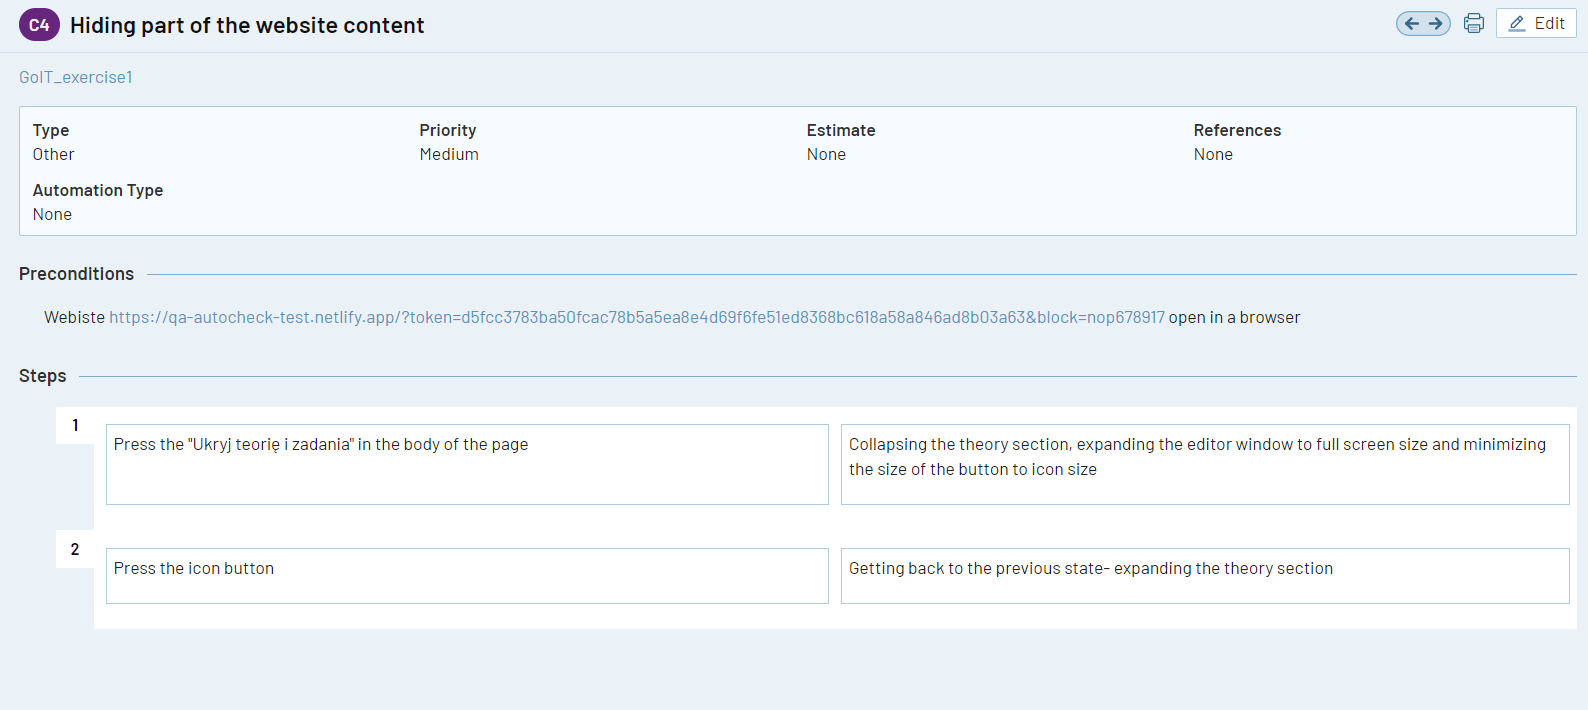 C4 Hiding part of the website content
Edit
GoIT_exercise1
Type Priority Estimate References
Other Medium None None
Automation Type
None
Preconditions
Webiste https://qa-autocheck-test.netlify.app/?token=d5fcc3783ba50fcac78b5a5ea8e4d69f6fe51ed8368bc618a58a846ad8b03a63&block=nop678917 open in a browser
Steps
1
Press the "Ukryj teorię i zadania" in the body of the page
Collapsing the theory section, expanding the editor window to full screen size and minimizing
the size of the button to icon size
2
Press the icon button
Getting back to the previous state- expanding the theory section